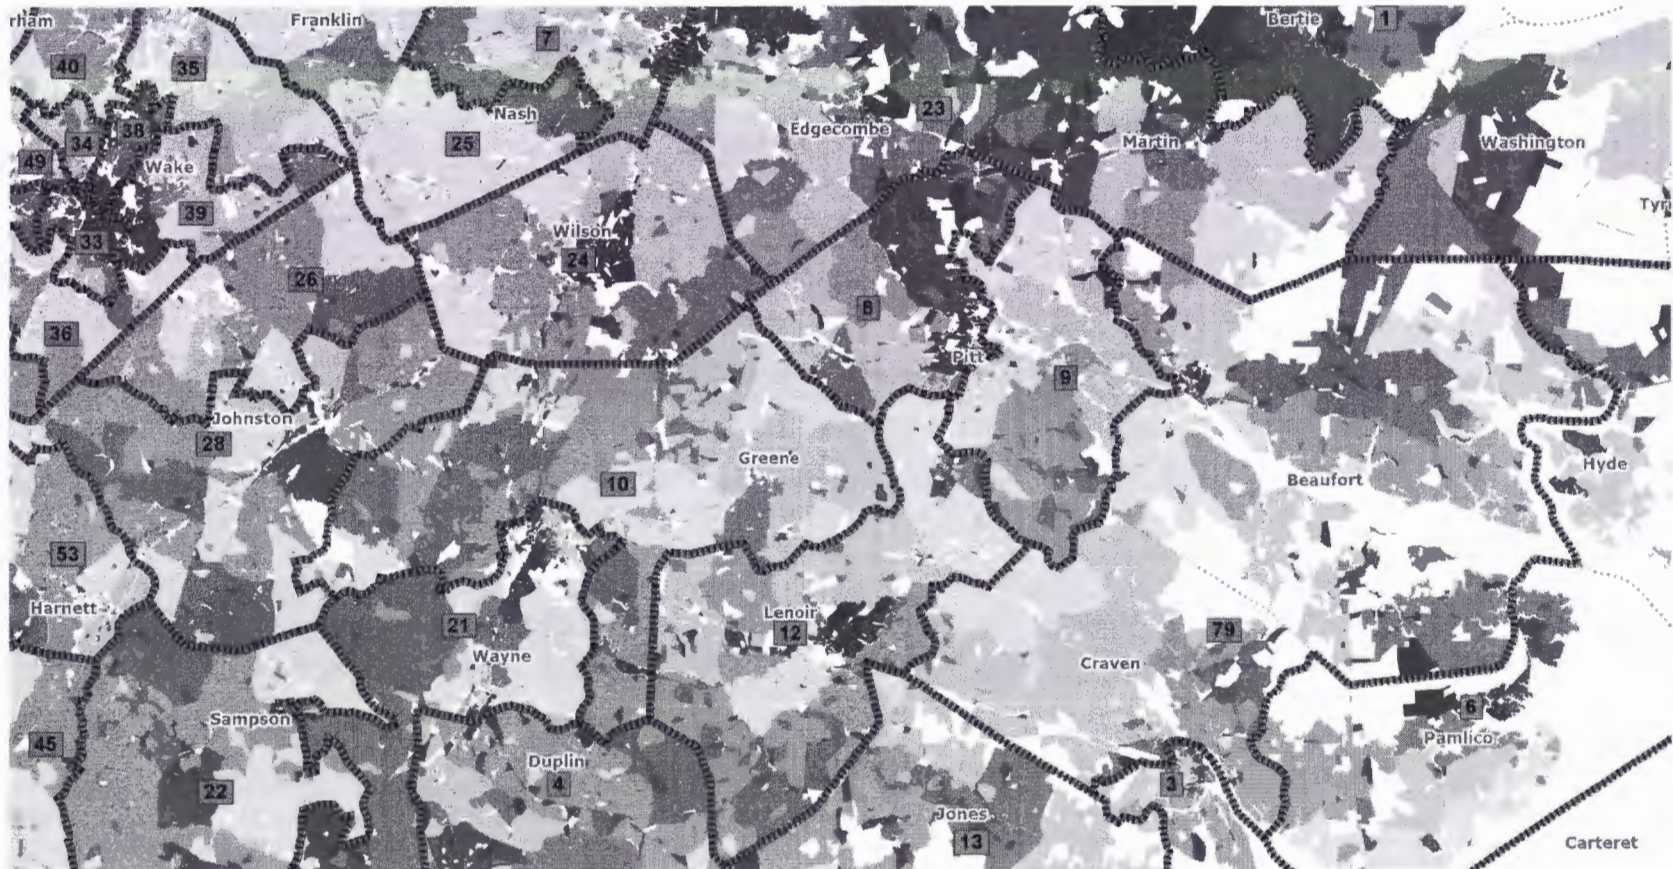 rham
Franklin
Bertie
1
7
40
35
Nash
23
Edgecombe
38
34
25
Martin
Washington
49
Wake
39
Tyr
33
Wilson
24
26
8
36
Pitt
9
Johnston
28
Greene
Hyde
10
Beaufort
53
Harnett
Lenoir
21
12
79
Wayne
Craven
6
Sampson
Pamlico
45
Duplin
4
22
3
Jones
13
Carteret